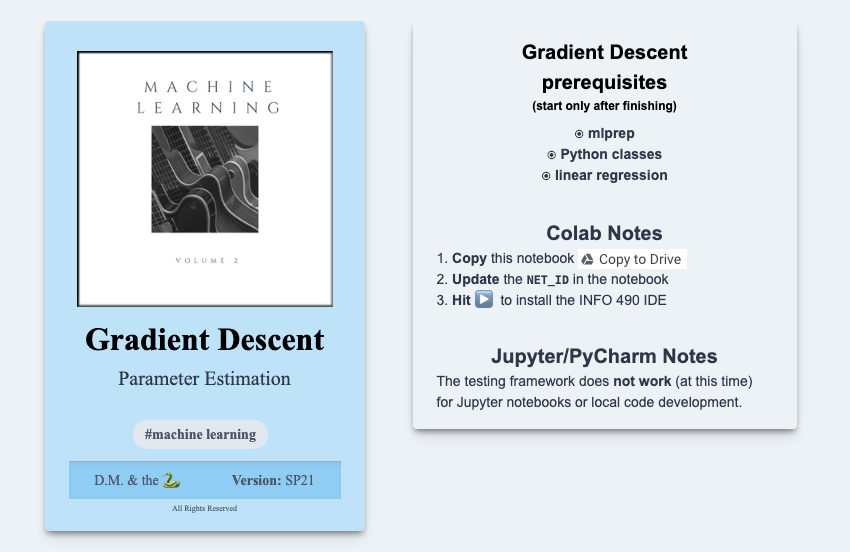 MACHINE
LEARNING
VOLUME 2
Gradient Descent
Parameter Estimation
#machine learning
D.M. & the 🐍 Version: SP21
All Rights Reserved
Gradient Descent
prerequisites
(start only after finishing)
⦿ mlprep
⦿ Python classes
⦿ linear regression
Colab Notes
1. Copy this notebook Copy to Drive
2. Update the NET_ID in the notebook
3. Hit ▶️ to install the INFO 490 IDE
Jupyter/PyCharm Notes
The testing framework does not work (at this time)
for Jupyter notebooks or local code development.